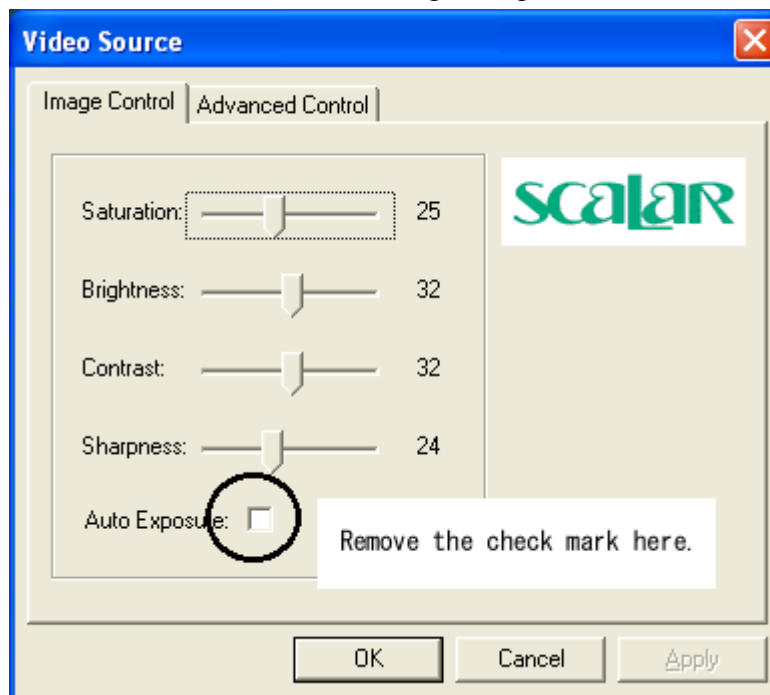 Video Source
Image Control Advanced Control
scalar
Saturation: 25
Brightness: 32
Contrast: 32
Sharpness: 24
Auto Exposure:
Remove the check mark here.
OK Cancel Apply